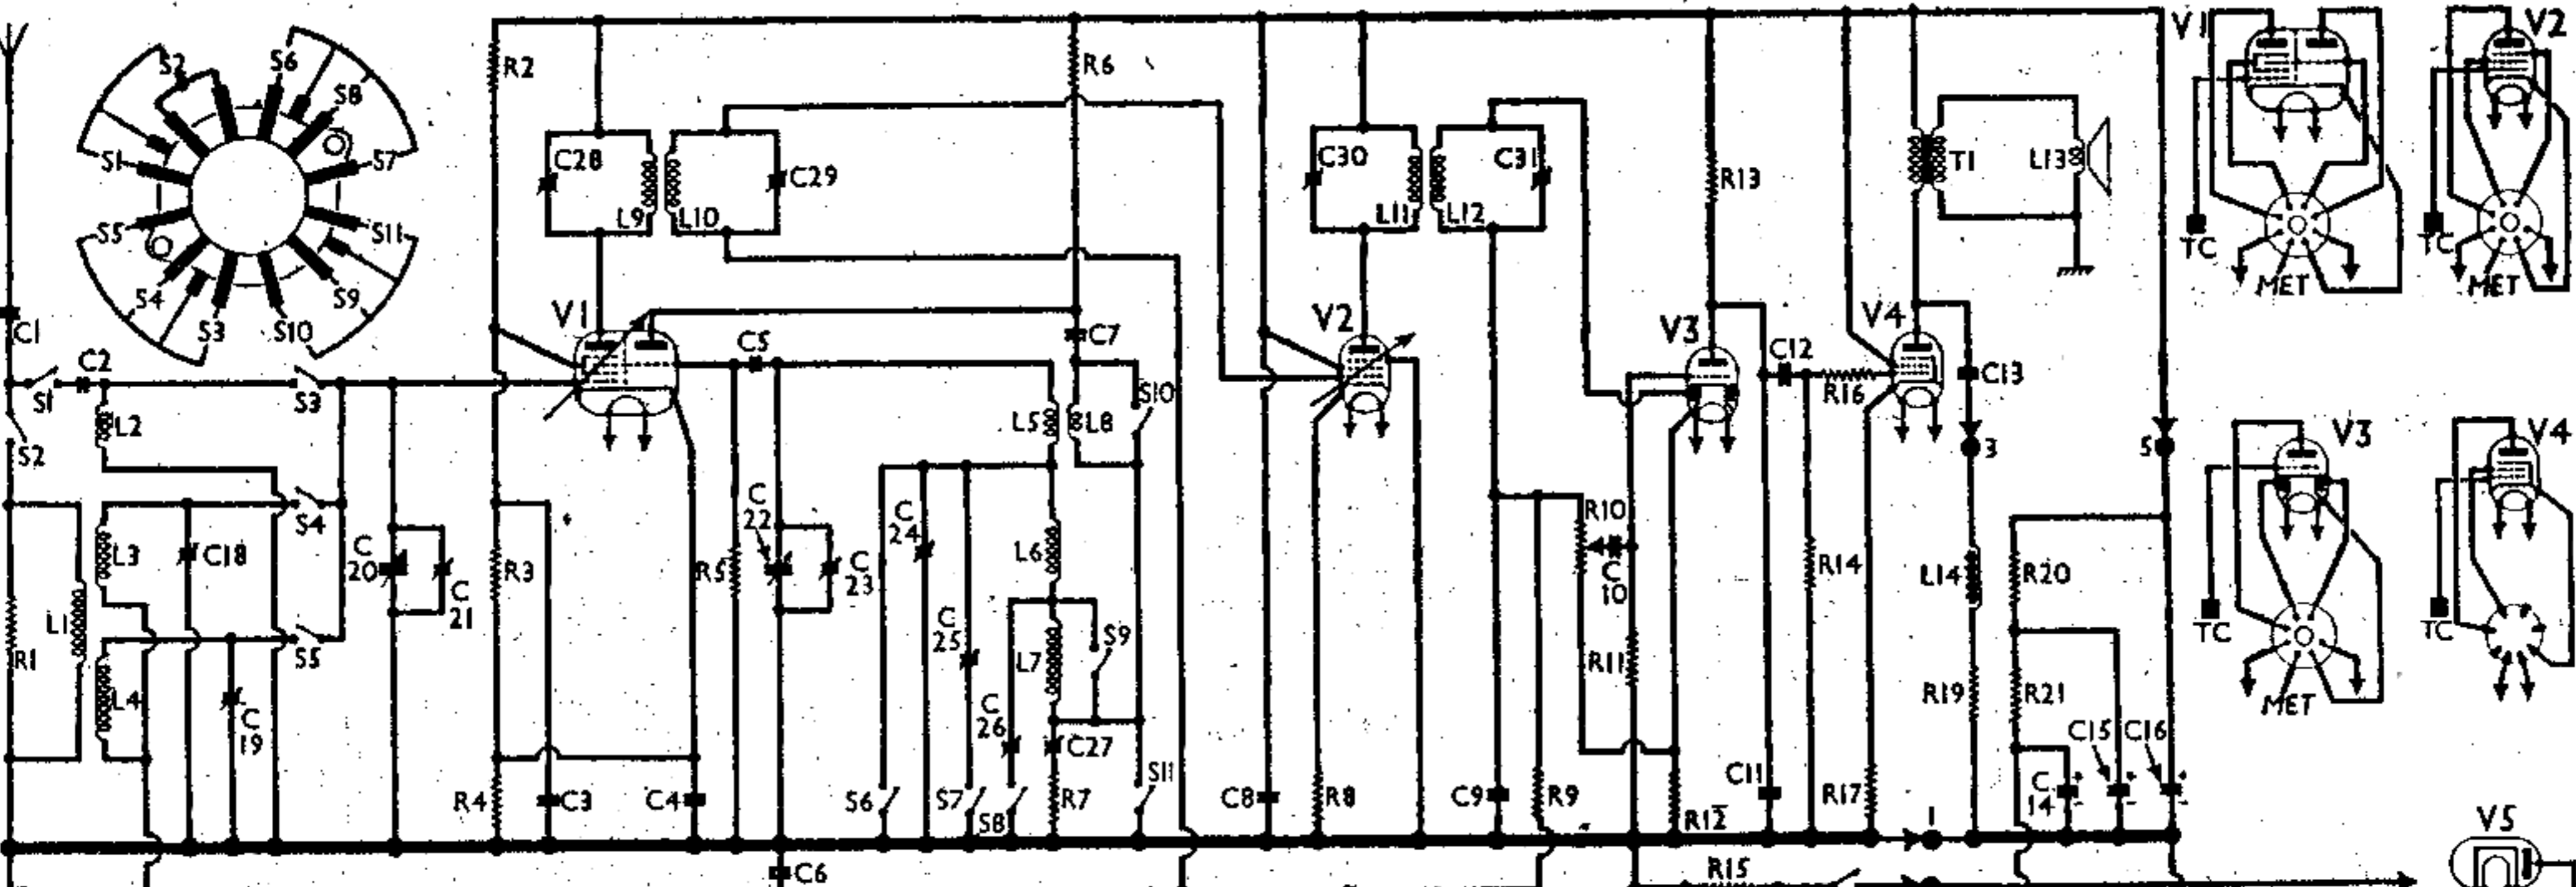 S2
S6
S8
S1
S7
S5
S11
S4
S9
S3
S10
C1
S1
C2
S2
L2
S3
S4
L3
C18
L1
R1
S5
L4
C 19
C 20
C 21
R2
C28
L9
L10
C29
V1
R3
R4
C3
C4
R5
C5
C 22
C 23
C6
R6
C7
S10
L5
L8
C 24
L6
C 25
S9
L7
C 26
C27
S6
S7
S8
R7
S11
C30
L11
L12
C31
V2
C8
R8
C9
R9
R10
C 10
R11
V3
R12
R13
C12
C11
R14
R15
R16
R17
V4
T1
L13
C13
3
5
L14
R19
1
R20
R21
C 14
C15
C16
V1
TC
MET
V2
TC
MET
V3
TC
MET
V4
TC
V5